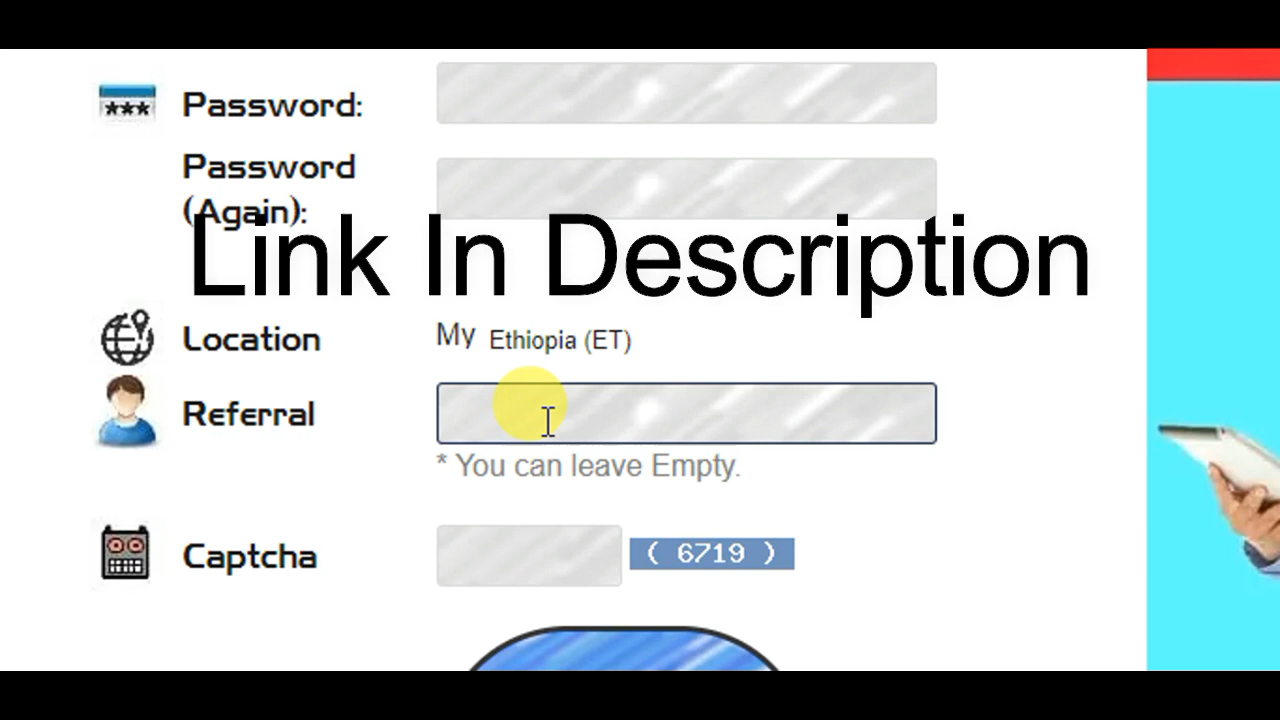 ***
Password:
Password
(Again):
Link In Description
Location My Ethiopia (ET)
Referral
* You can leave Empty.
Captcha ( 6719 )